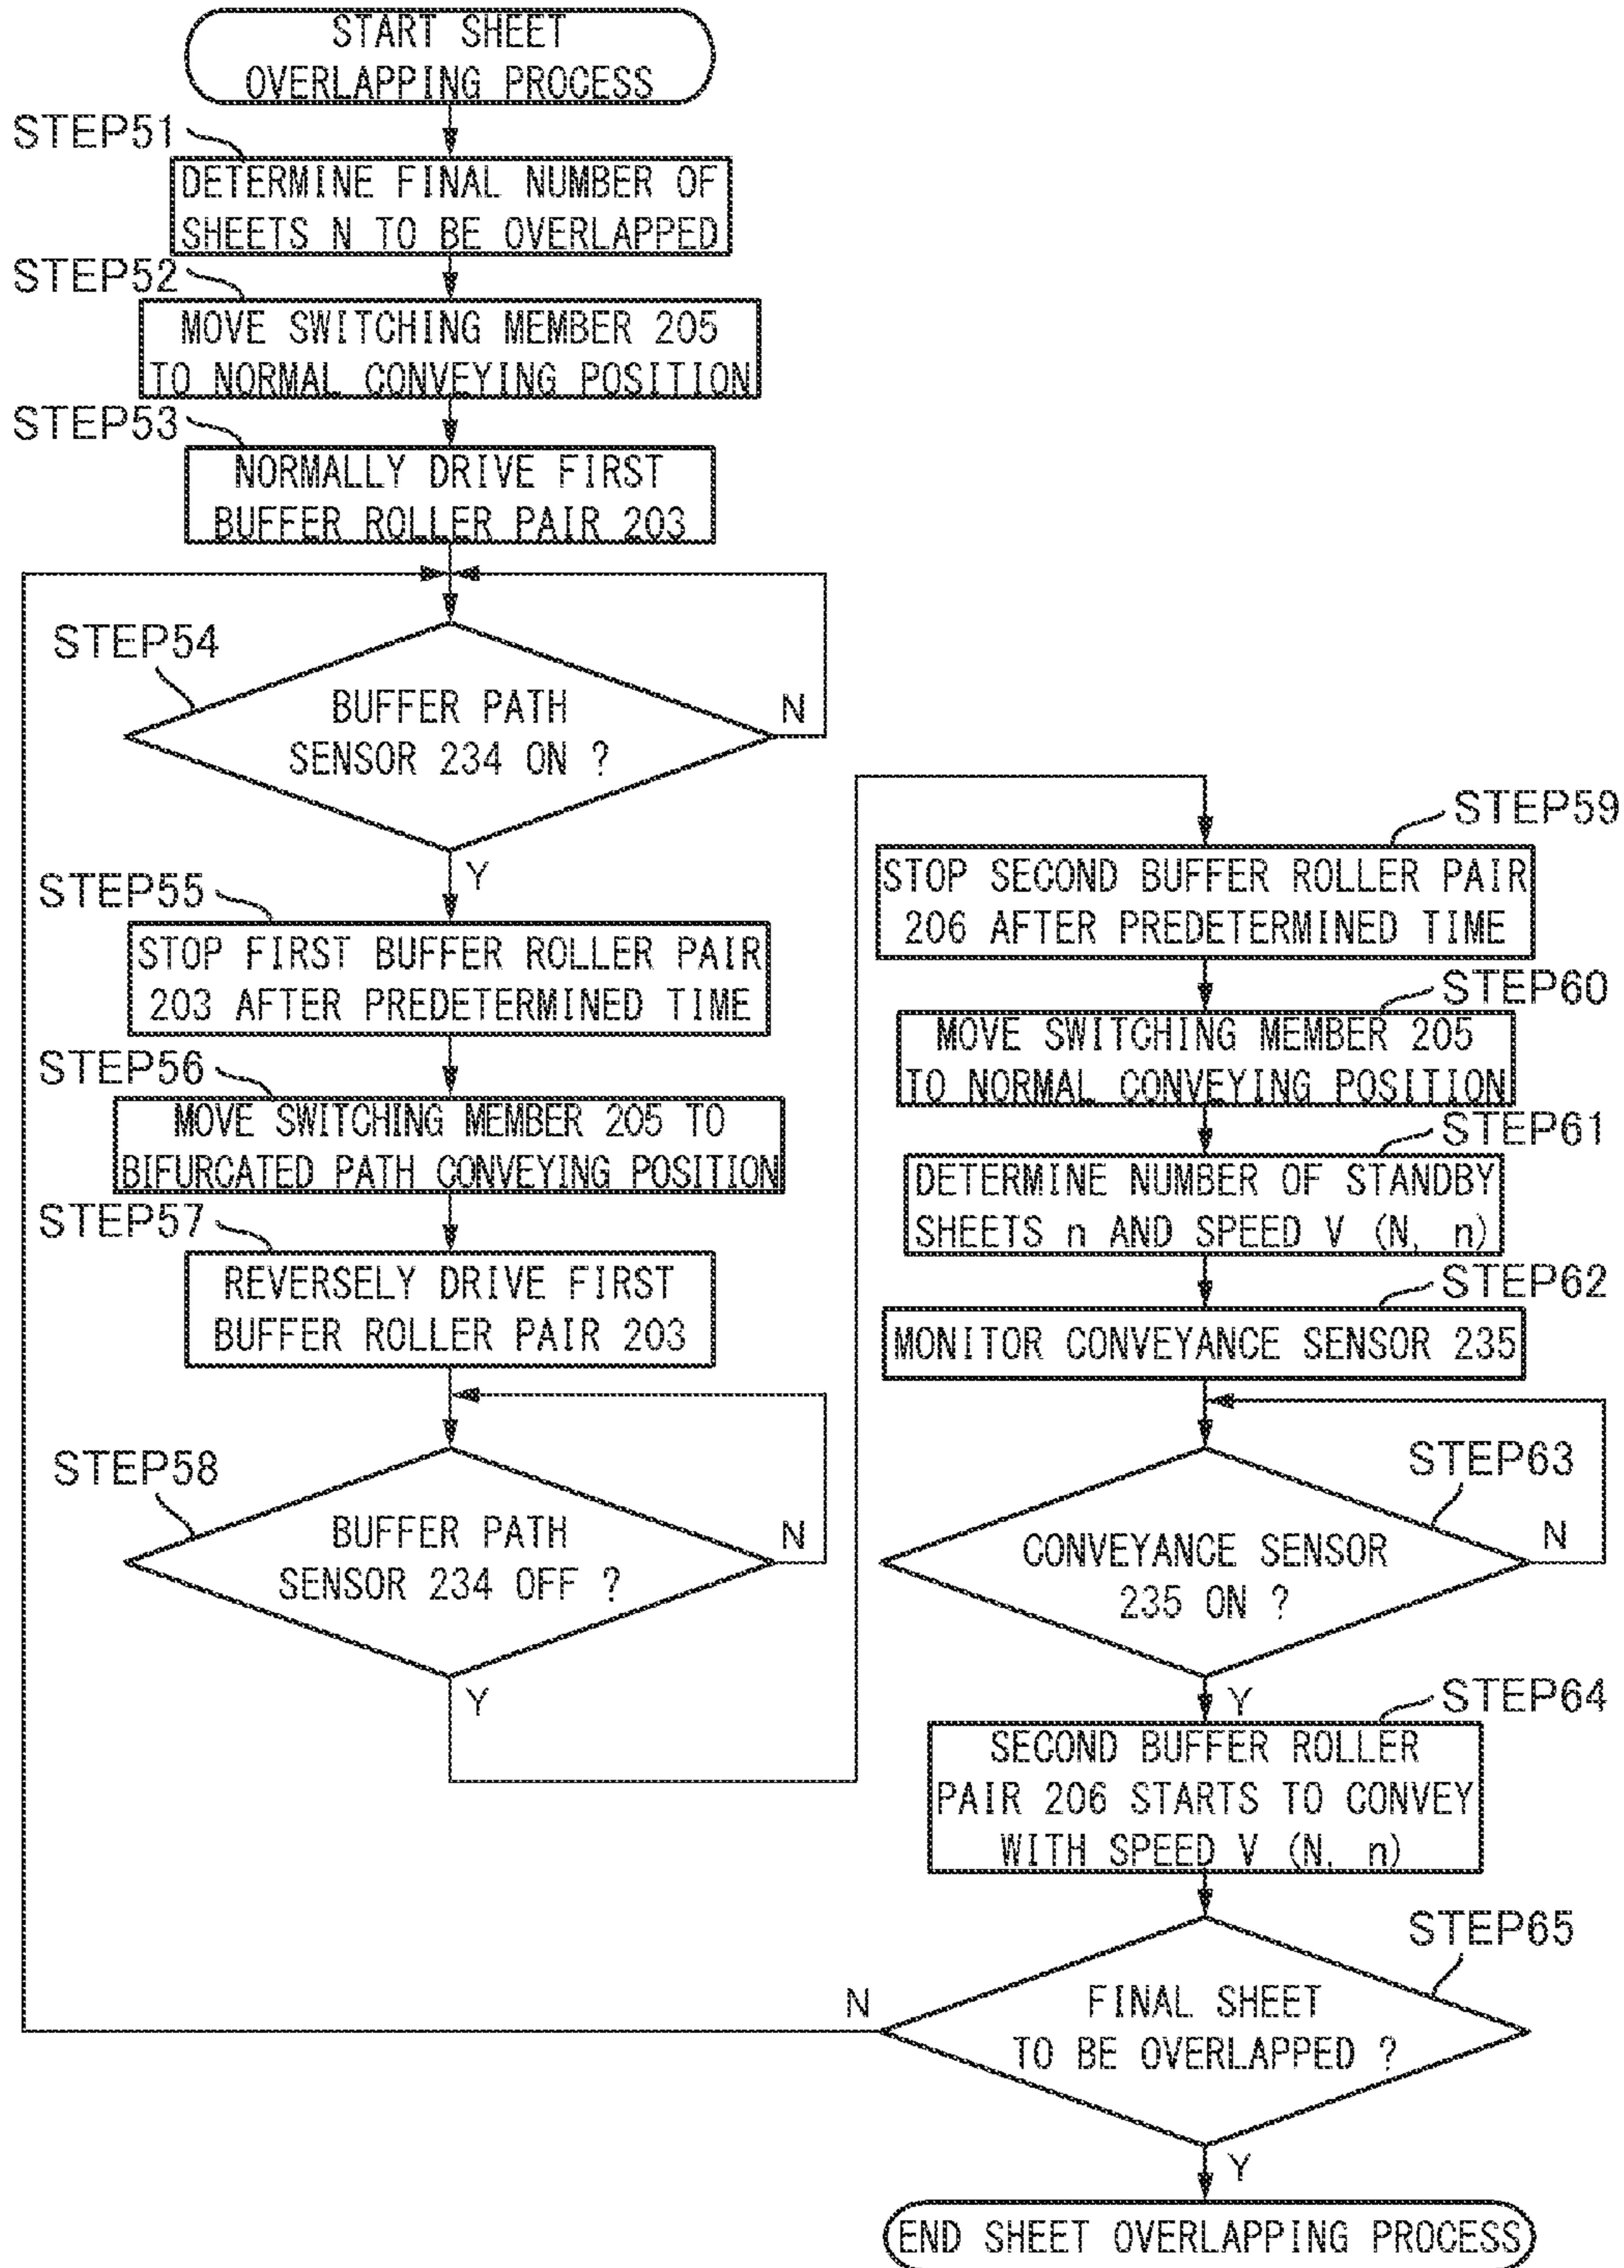 START SHEET
OVERLAPPING PROCESS
STEP51
DETERMINE FINAL NUMBER OF
SHEETS N TO BE OVERLAPPED
STEP52
MOVE SWITCHING MEMBER 205
TO NORMAL CONVEYING POSITION
STEP53
NORMALLY DRIVE FIRST
BUFFER ROLLER PAIR 203
STEP54
BUFFER PATH
SENSOR 234 ON ?
N
Y
STEP55
STOP FIRST BUFFER ROLLER PAIR
203 AFTER PREDETERMINED TIME
STEP56
MOVE SWITCHING MEMBER 205 TO
BIFURCATED PATH CONVEYING POSITION
STEP57
REVERSELY DRIVE FIRST
BUFFER ROLLER PAIR 203
STEP58
BUFFER PATH
SENSOR 234 OFF ?
N
Y
STEP59
STOP SECOND BUFFER ROLLER PAIR
206 AFTER PREDETERMINED TIME
STEP60
MOVE SWITCHING MEMBER 205
TO NORMAL CONVEYING POSITION
STEP61
DETERMINE NUMBER OF STANDBY
SHEETS n AND SPEED V (N, n)
STEP62
MONITOR CONVEYANCE SENSOR 235
STEP63
CONVEYANCE SENSOR
235 ON ?
N
Y
STEP64
SECOND BUFFER ROLLER
PAIR 206 STARTS TO CONVEY
WITH SPEED V (N, n)
STEP65
FINAL SHEET
TO BE OVERLAPPED ?
N
Y
END SHEET OVERLAPPING PROCESS